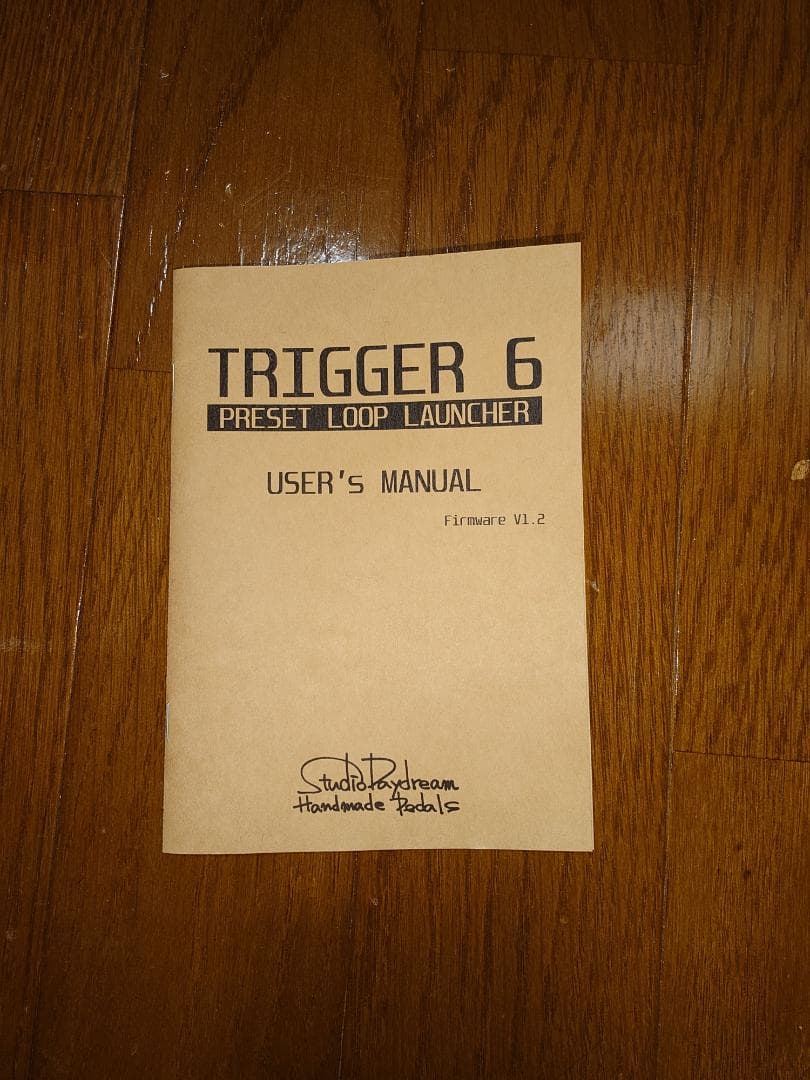 TRIGGER 6
PRESET LOOP LAUNCHER
USER's MANUAL
Firmware V1.2
StudioDaydream
Handmade Pedals